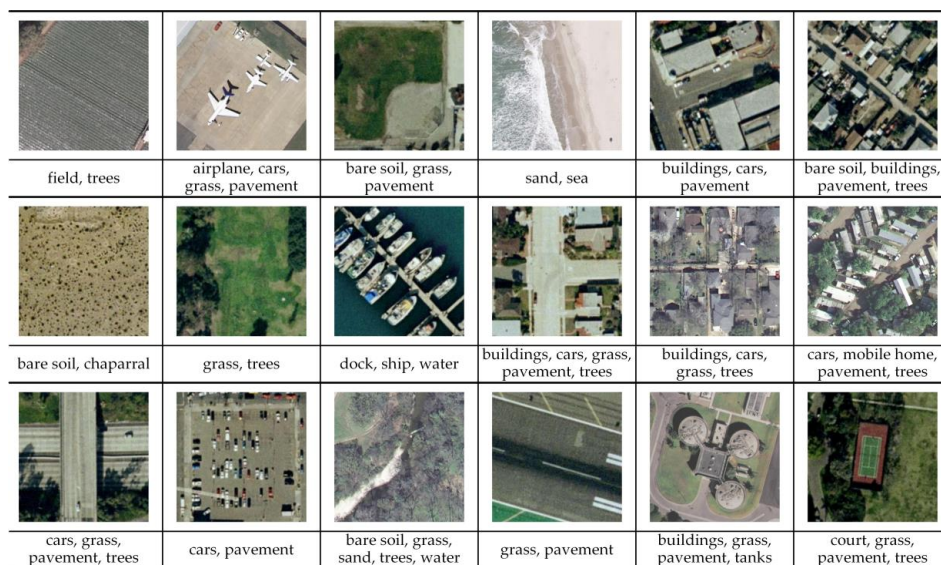 field, trees
airplane, cars,
grass, pavement
bare soil, grass,
pavement
sand, sea
buildings, cars,
pavement
bare soil, buildings,
pavement, trees
bare soil, chaparral
grass, trees
dock, ship, water
buildings, cars, grass,
pavement, trees
buildings, cars,
grass, trees
cars, mobile home,
pavement, trees
cars, grass,
pavement, trees
cars, pavement
bare soil, grass,
sand, trees, water
grass, pavement
buildings, grass,
pavement, tanks
court, grass,
pavement, trees